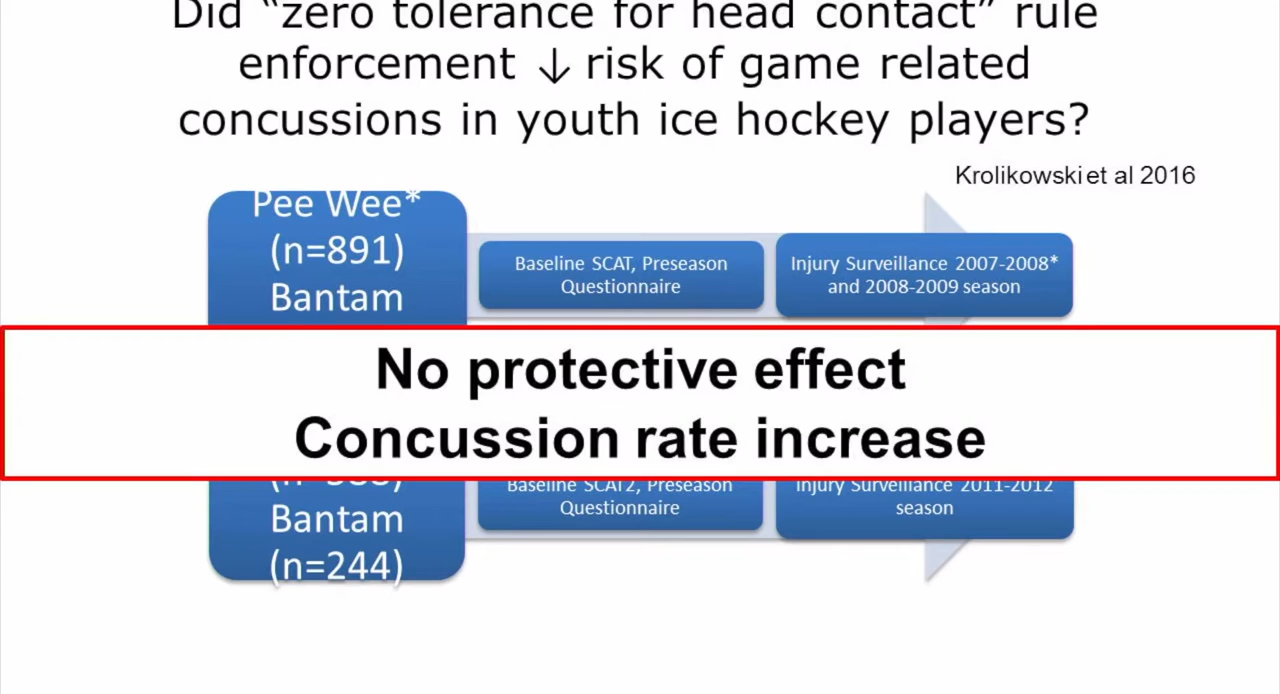 Did “zero tolerance for head contact” rule
enforcement ↓ risk of game related
concussions in youth ice hockey players?
Krolikowski et al 2016
Pee Wee*
(n=891)
Bantam
Baseline SCAT, Preseason
Questionnaire
Injury Surveillance 2007-2008*
and 2008-2009 season
No protective effect
Concussion rate increase
Bantam
(n=244)
Baseline SCAT2, Preseason
Questionnaire
Injury Surveillance 2011-2012
season